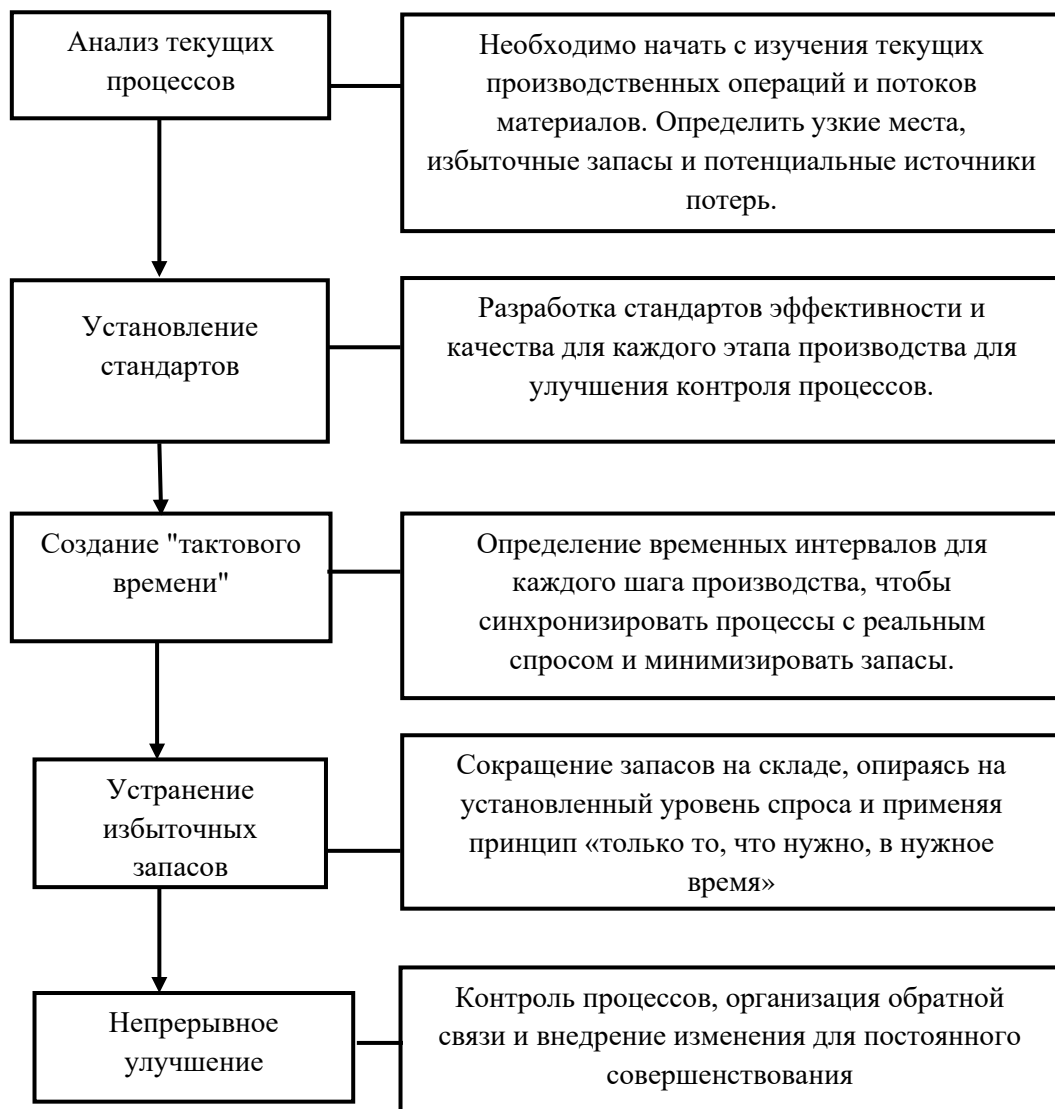 Анализ текущих
процессов
Необходимо начать с изучения текущих
производственных операций и потоков
материалов. Определить узкие места,
избыточные запасы и потенциальные источники
потерь.
Установление
стандартов
Разработка стандартов эффективности и
качества для каждого этапа производства для
улучшения контроля процессов.
Создание "тактового
времени"
Определение временных интервалов для
каждого шага производства, чтобы
синхронизировать процессы с реальным
спросом и минимизировать запасы.
Устранение
избыточных
запасов
Сокращение запасов на складе, опираясь на
установленный уровень спроса и применяя
принцип «только то, что нужно, в нужное
время»
Непрерывное
улучшение
Контроль процессов, организация обратной
связи и внедрение изменения для постоянного
совершенствования